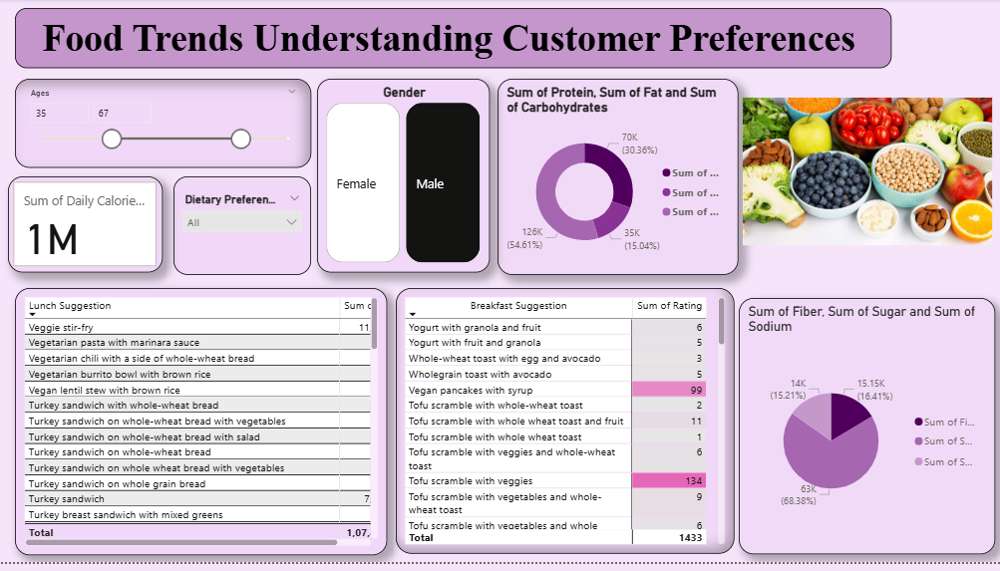 Food Trends Understanding Customer Preferences
Ages
35 67
Gender
Female Male
Sum of Protein, Sum of Fat and Sum
of Carbohydrates
70K
(30.36%)
35K
(15.04%)
126K
(54.61%)
Sum of ...
Sum of ...
Sum of ...
Sum of Daily Calorie...
1M
Dietary Preferen...
All
Lunch Suggestion Sum
Veggie stir-fry 11,
Vegetarian pasta with marinara sauce
Vegetarian chili with a side of whole-wheat bread
Vegetarian burrito bowl with brown rice
Vegan lentil stew with brown rice
Turkey sandwich with whole-wheat bread
Turkey sandwich on whole-wheat bread with vegetables
Turkey sandwich on whole-wheat bread with salad
Turkey sandwich on whole-wheat bread
Turkey sandwich on whole wheat bread with vegetables
Turkey sandwich on whole grain bread
Turkey sandwich 7,
Turkey breast sandwich with mixed greens
Total 1,07,
Breakfast Suggestion Sum of Rating
Yogurt with granola and fruit 6
Yogurt with fruit and granola 5
Whole-wheat toast with egg and avocado 3
Wholegrain toast with avocado 5
Vegan pancakes with syrup 99
Tofu scramble with whole-wheat toast 2
Tofu scramble with whole wheat toast and fruit 11
Tofu scramble with whole wheat toast 1
Tofu scramble with veggies and whole-wheat 6
toast
Tofu scramble with veggies 134
Tofu scramble with vegetables and whole- 9
wheat toast
Tofu scramble with vegetables and whole 6
Total 1433
Sum of Fiber, Sum of Sugar and Sum of
Sodium
14K
(15.21%)
15.15K
(16.41%)
63K
(68.38%)
Sum of Fi...
Sum of S...
Sum of S...